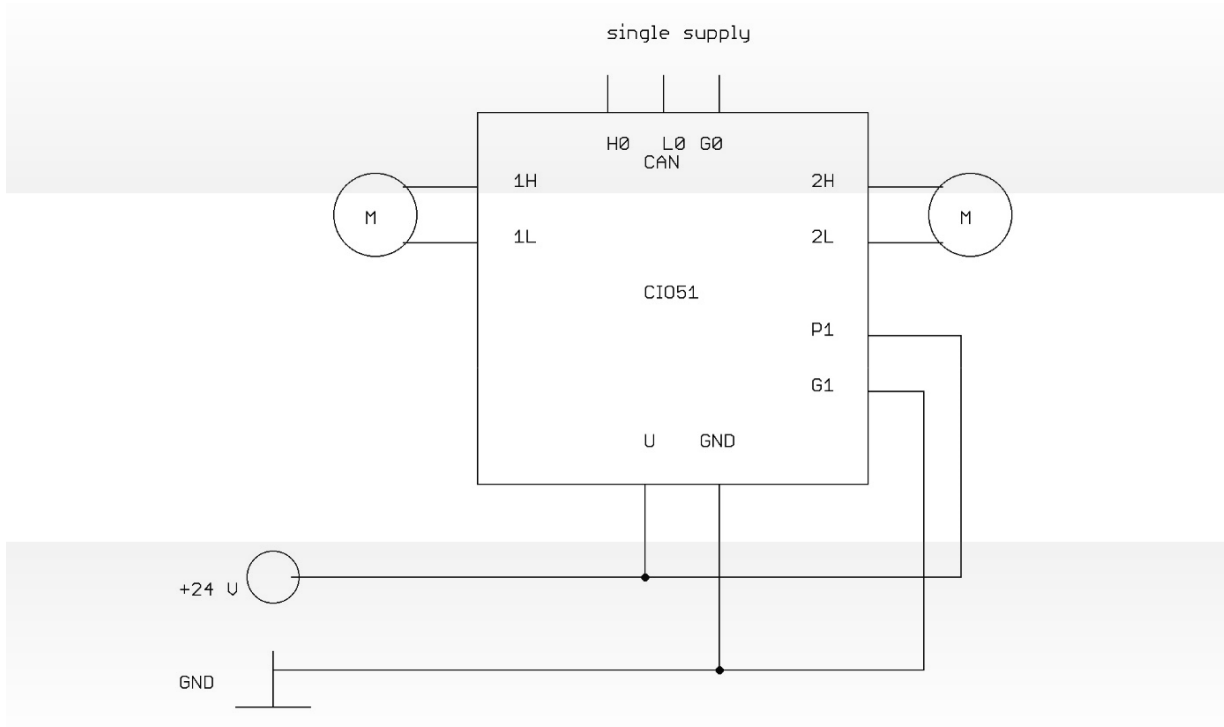 single supply
H0 L0 G0
CAN
1H 2H
M M
1L 2L
CIO51
P1
G1
U GND
+24 V
GND